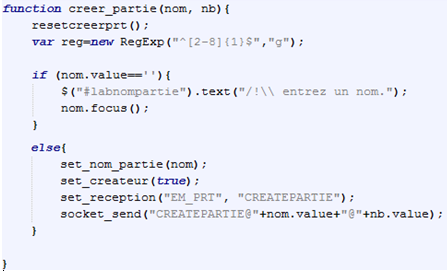 function creer_partie(nom, nb){
resetcreerprt();
var reg=new RegExp("^[2-8]{1}$","g");
if (nom.value==''){
$("#labnompartie").text("/!\\ entrez un nom.");
nom.focus();
}
else{
set_nom_partie(nom);
set_createur(true);
set_reception("EM_PRT", "CREATEPARTIE");
socket_send("CREATEPARTIE@"+nom.value+"@"+nb.value);
}
}